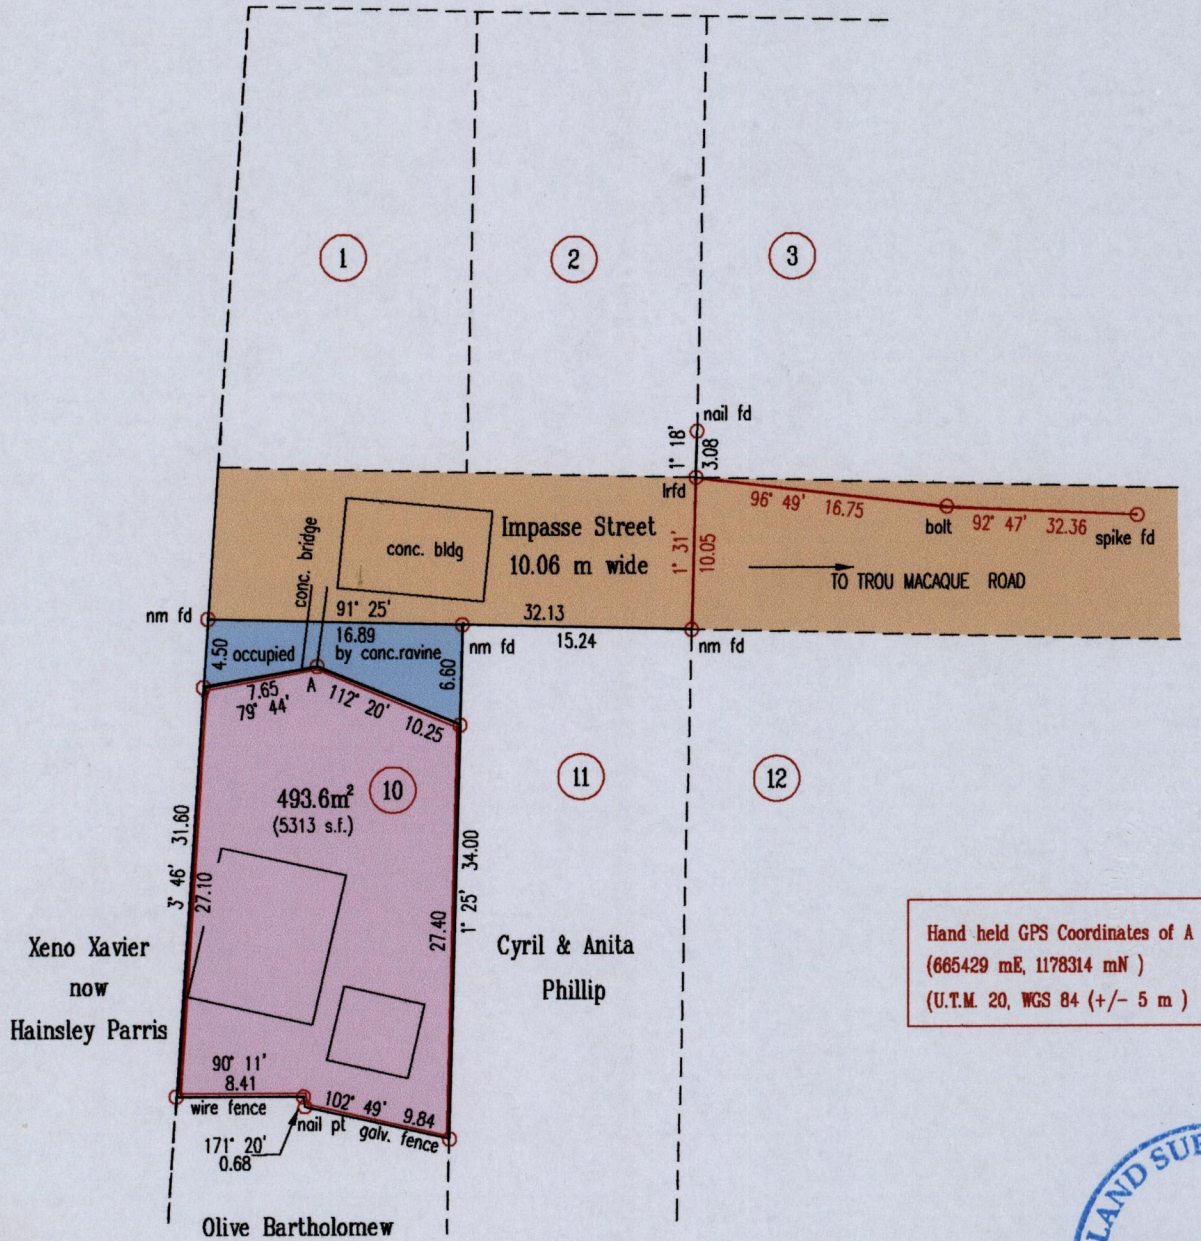 1
2
3
nail fd
1° 18'
3.08
lrfd
96° 49' 16.75
bolt
92° 47' 32.36
spike fd
1° 31'
10.05
Impasse Street
10.06 m wide
conc. bldg
conc. bridge
TO TROU MACAQUE ROAD
nm fd
91° 25'
16.89
32.13
15.24
nm fd
nm fd
4.50
occupied by conc.ravine
6.60
7.65
79° 44'
A
112° 20' 10.25
10
11
12
493.6m²
(5313 s.f.)
3° 46' 31.60
27.10
27.40
1° 25' 34.00
Xeno Xavier
now
Hainsley Parris
Cyril & Anita
Phillip
Hand held GPS Coordinates of A
(665429 mE, 1178314 mN )
(U.T.M. 20, WGS 84 (+/- 5 m )
90° 11'
8.41
wire fence
102° 49' 9.84
nail pt
galv. fence
171° 20'
0.68
Olive Bartholomew
LAND SUR